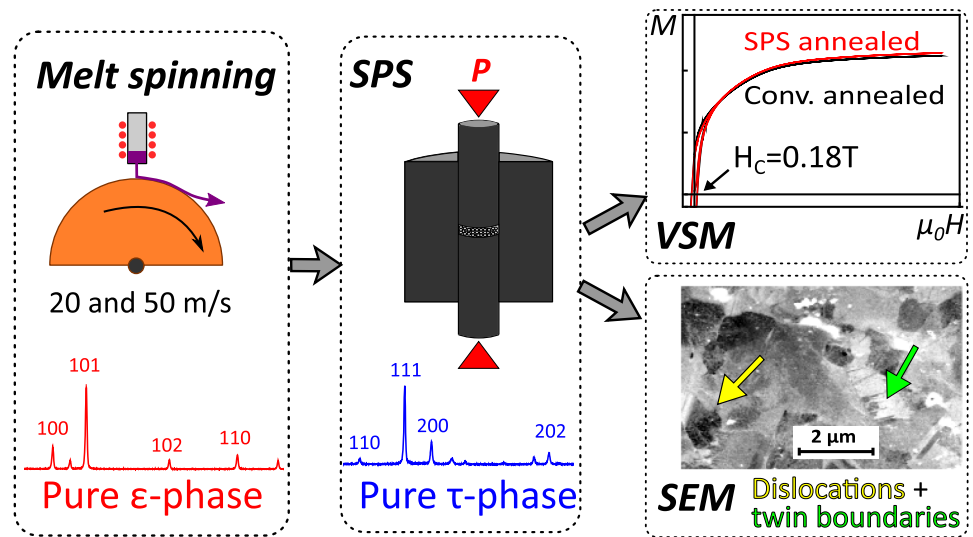 Melt spinning
20 and 50 m/s
100
101
102
110
Pure ε-phase
SPS
P
110
111
200
202
Pure τ-phase
M
SPS annealed
Conv. annealed
H_C=0.18T
μ₀H
VSM
2 μm
SEM
Dislocations +
twin boundaries